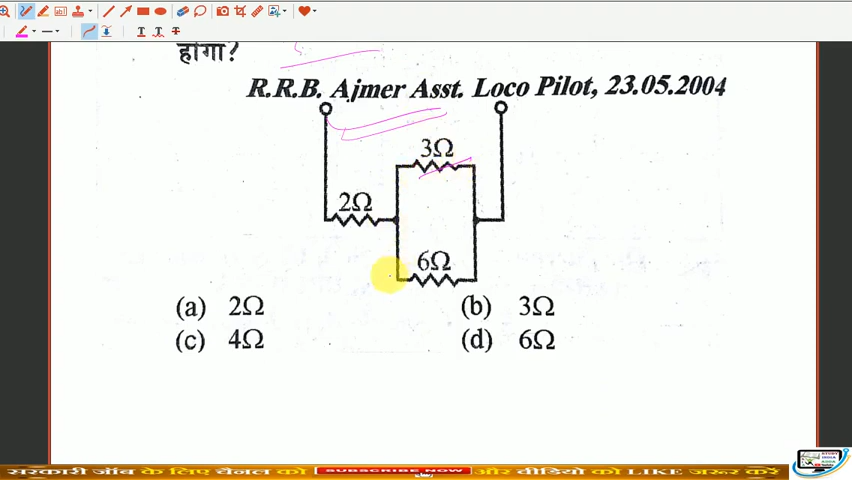 होगा?
R.R.B. Ajmer Asst. Loco Pilot, 23.05.2004
3Ω
2Ω
6Ω
(a) 2Ω (b) 3Ω
(c) 4Ω (d) 6Ω
सरकारी जॉब के लिए चैनल को SUBSCRIBE NOW और वीडियो को LIKE जरूर करें